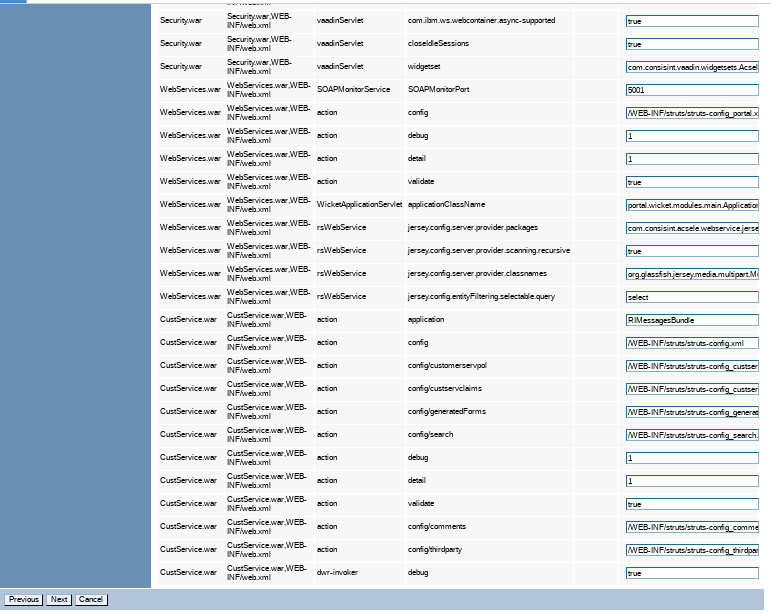 Security.war Security.war,WEB-INF/web.xml vaadinServlet com.ibm.ws.webcontainer.async-supported true
Security.war Security.war,WEB-INF/web.xml vaadinServlet closeIdleSessions true
Security.war Security.war,WEB-INF/web.xml vaadinServlet widgetset com.consisint.vaadin.widgetsets.Acsel
WebServices.war WebServices.war,WEB-INF/web.xml SOAPMonitorService SOAPMonitorPort 5001
WebServices.war WebServices.war,WEB-INF/web.xml action config /WEB-INF/struts/struts-config_portal.x
WebServices.war WebServices.war,WEB-INF/web.xml action debug 1
WebServices.war WebServices.war,WEB-INF/web.xml action detail 1
WebServices.war WebServices.war,WEB-INF/web.xml action validate true
WebServices.war WebServices.war,WEB-INF/web.xml WicketApplicationServlet applicationClassName portal.wicket.modules.main.Application
WebServices.war WebServices.war,WEB-INF/web.xml rsWebService jersey.config.server.provider.packages com.consisint.acsele.webservice.jerse
WebServices.war WebServices.war,WEB-INF/web.xml rsWebService jersey.config.server.provider.scanning.recursive true
WebServices.war WebServices.war,WEB-INF/web.xml rsWebService jersey.config.server.provider.classnames org.glassfish.jersey.media.multipart.M
WebServices.war WebServices.war,WEB-INF/web.xml rsWebService jersey.config.entityFiltering.selectable.query select
CustService.war CustService.war,WEB-INF/web.xml action application RIMessagesBundle
CustService.war CustService.war,WEB-INF/web.xml action config /WEB-INF/struts/struts-config.xml
CustService.war CustService.war,WEB-INF/web.xml action config/customerservpol /WEB-INF/struts/struts-config_custser
CustService.war CustService.war,WEB-INF/web.xml action config/custservclaims /WEB-INF/struts/struts-config_custser
CustService.war CustService.war,WEB-INF/web.xml action config/generatedForms /WEB-INF/struts/struts-config_generat
CustService.war CustService.war,WEB-INF/web.xml action config/search /WEB-INF/struts/struts-config_search.
CustService.war CustService.war,WEB-INF/web.xml action debug 1
CustService.war CustService.war,WEB-INF/web.xml action detail 1
CustService.war CustService.war,WEB-INF/web.xml action validate true
CustService.war CustService.war,WEB-INF/web.xml action config/comments /WEB-INF/struts/struts-config_comme
CustService.war CustService.war,WEB-INF/web.xml action config/thirdparty /WEB-INF/struts/struts-config_thirdpar
CustService.war CustService.war,WEB-INF/web.xml dwr-invoker debug true
Previous Next Cancel